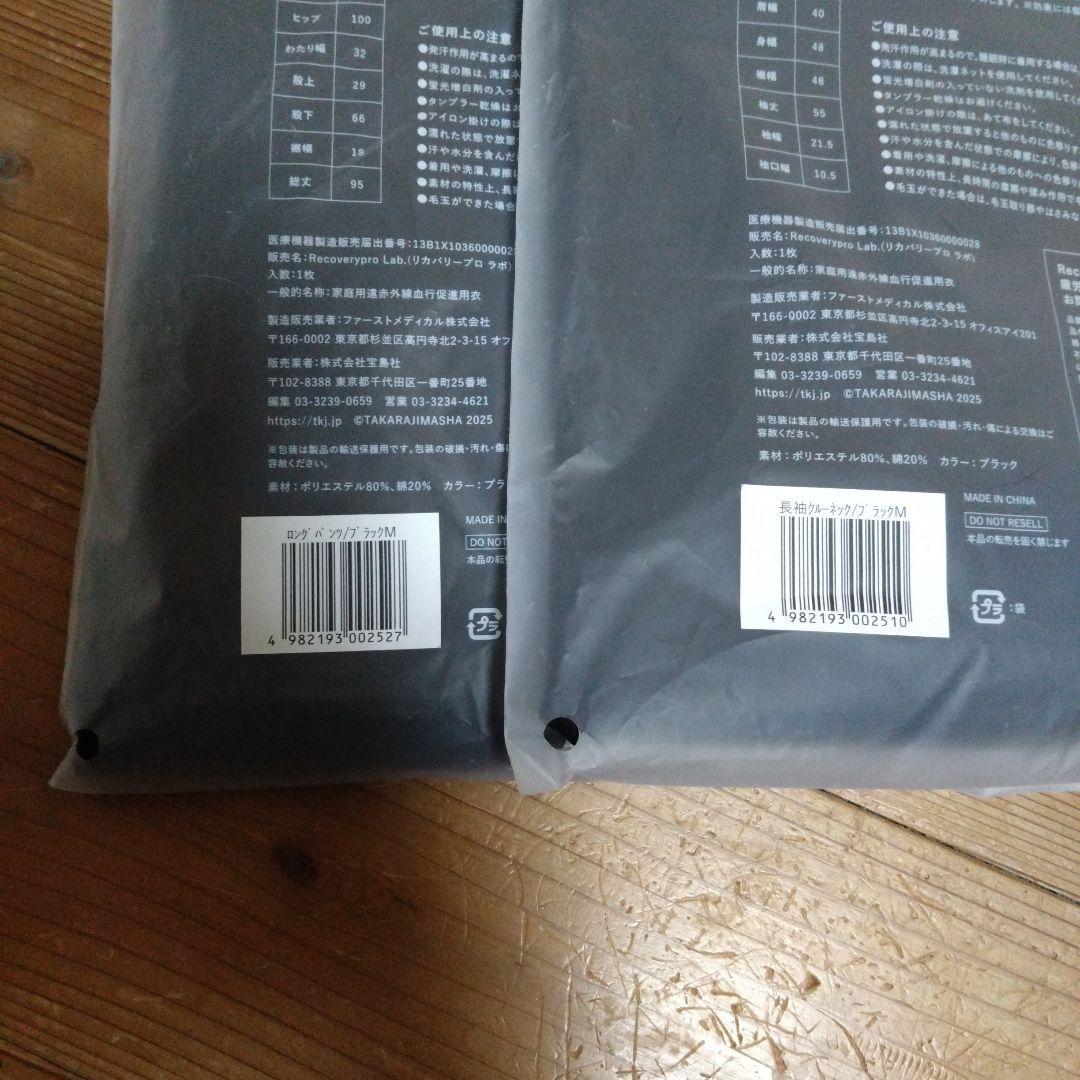 ヒップ 100
わたり幅 32
股上 29
股下 66
裾幅 18
総丈 95
ご使用上の注意
●発汗作用が高まるので
●洗濯の際は、洗濯ネ
●蛍光増白剤の入って
●タンブラー乾燥はお
●アイロン掛けの際は
●濡れた状態で放置
●汗や水分を含んだ
●着用や洗濯、摩擦に
●素材の特性上、長
●毛玉ができた場合
医療機器製造販売届出番号:13B1X1036000002
販売名:Recoverypro Lab.(リカバリープロ ラボ)
入数:1枚
一般的名称:家庭用遠赤外線血行促進用衣
製造販売業者:ファーストメディカル株式会社
〒166-0002 東京都杉並区高円寺北2-3-15 オフ
販売業者:株式会社宝島社
〒102-8388 東京都千代田区一番町25番地
編集 03-3239-0659 営業 03-3234-4621
https://tkj.jp ©TAKARAJIMASHA 2025
※包装は製品の輸送保護用です。包装の破損・汚れ・傷に
容赦ください。
素材:ポリエステル80%、綿20% カラー:ブラ
MADE IN
DO NOT
本品の転売
ロングパンツ/ブラックM
4 982193 002527
プラ
肩幅 40
身幅 48
裾幅 48
袖丈 55
袖幅 21.5
袖口幅 10.5
ご使用上の注意
●発汗作用が高まるので、睡眠時に着用する場合は、
●洗濯の際は、洗濯ネットを使用してください。
●蛍光増白剤の入っていない洗剤を使用してく
●タンブラー乾燥はお避けください。
●アイロン掛けの際は、あて布をしてください。
●濡れた状態で放置すると他のものに色移りす
●汗や水分を含んだ状態での摩擦により、色移
●着用や洗濯、摩擦による他のものへの色移り
●素材の特性上、長時間の摩擦や揉み作用で毛
●毛玉ができた場合は、毛玉取り器やはさみな
医療機器製造販売届出番号:13B1X10360000028
販売名:Recoverypro Lab.(リカバリープロ ラボ)
入数:1枚
一般的名称:家庭用遠赤外線血行促進用衣
製造販売業者:ファーストメディカル株式会社
〒166-0002 東京都杉並区高円寺北2-3-15 オフィスアイ201
販売業者:株式会社宝島社
〒102-8388 東京都千代田区一番町25番地
編集 03-3239-0659 営業 03-3234-4621
https://tkj.jp ©TAKARAJIMASHA 2025
※包装は製品の輸送保護用です。包装の破損・汚れ・傷による交換はご
容赦ください。
素材:ポリエステル80%、綿20% カラー:ブラック
長袖クルーネック/ブラックM
4 982193 002510
MADE IN CHINA
DO NOT RESELL
本品の転売を固く禁じます
プラ :袋
Rec